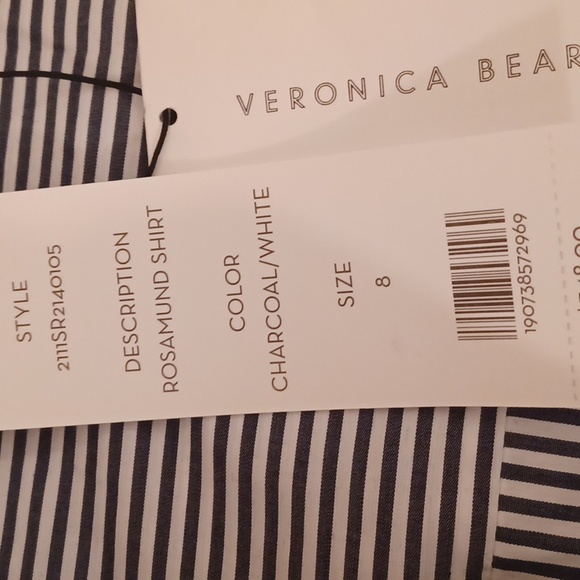 VERONICA BEAR
STYLE
2111SR2140105
DESCRIPTION
ROSAMUND SHIRT
COLOR
CHARCOAL/WHITE
SIZE
8
190738572969